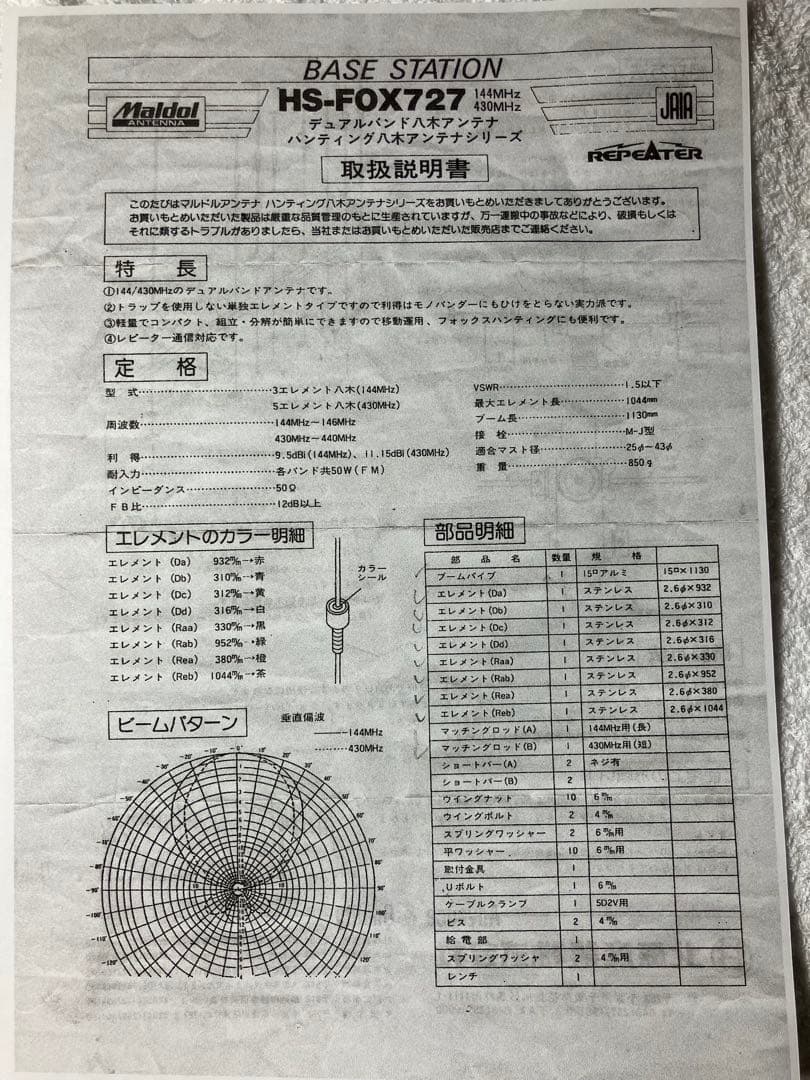 BASE STATION
Maldol
ANTENNA
HS-FOX727 144MHz
430MHz
JAIA
デュアルバンド八木アンテナ
ハンティング八木アンテナシリーズ
REPEATER
取扱説明書
このたびはマルドルアンテナ ハンティング八木アンテナシリーズをお買いもとめいただきましてありがとうございます。
お買いもとめいただいた製品は厳重な品質管理のもとに生産されていますが、万一運搬中の事故などにより、破損もしくは
それに類するトラブルがありましたら、当社またはお買いもとめいただいた販売店までご連絡ください。
特長
①144/430MHzのデュアルバンドアンテナです。
②トラップを使用しない単独エレメントタイプですので利得はモノバンダーにもひけをとらない実力派です。
③軽量でコンパクト、組立・分解が簡単にできますので移動運用、フォックスハンティングにも便利です。
④レピーター通信対応です。
定格
型式……3エレメント八木(144MHz)
5エレメント八木(430MHz)
周波数……144MHz～146MHz
430MHz～440MHz
利得……9.5dBi(144MHz)、11.15dBi(430MHz)
耐入力……各バンド共50W(FM)
インピーダンス……50Ω
FB比……12dB以上
VSWR……1.5以下
最大エレメント長……1044mm
ブーム長……1130mm
接栓……M-J型
適合マスト径……25φ～43φ
重量……850g
エレメントのカラー明細
エレメント(Da) 932m/m→赤
エレメント(Db) 310m/m→青
エレメント(Dc) 312m/m→黄
エレメント(Dd) 316m/m→白
エレメント(Raa) 330m/m→黒
エレメント(Rab) 952m/m→緑
エレメント(Rea) 380m/m→橙
エレメント(Reb) 1044m/m→茶
カラー
シール
ビームパターン
垂直偏波
——144MHz
………430MHz
部品明細
部品名 数量 規格
ブームパイプ 1 15□アルミ 15□×1130
エレメント(Da) 1 ステンレス 2.6φ×932
エレメント(Db) 1 ステンレス 2.6φ×310
エレメント(Dc) 1 ステンレス 2.6φ×312
エレメント(Dd) 1 ステンレス 2.6φ×316
エレメント(Raa) 1 ステンレス 2.6φ×330
エレメント(Rab) 1 ステンレス 2.6φ×952
エレメント(Rea) 1 ステンレス 2.6φ×380
エレメント(Reb) 1 ステンレス 2.6φ×1044
マッチングロッド(A) 1 144MHz用(長)
マッチングロッド(B) 1 430MHz用(短)
ショートバー(A) 2 ネジ有
ショートバー(B) 2
ウイングナット 10 6m/m
ウイングボルト 2 4m/m
スプリングワッシャー 2 6m/m用
平ワッシャー 10 6m/m用
取付金具 1
Uボルト 1 6m/m
ケーブルクランプ 1 5D2V用
ビス 2 4m/m
給電部 1
スプリングワッシャ 2 4m/m用
レンチ 1